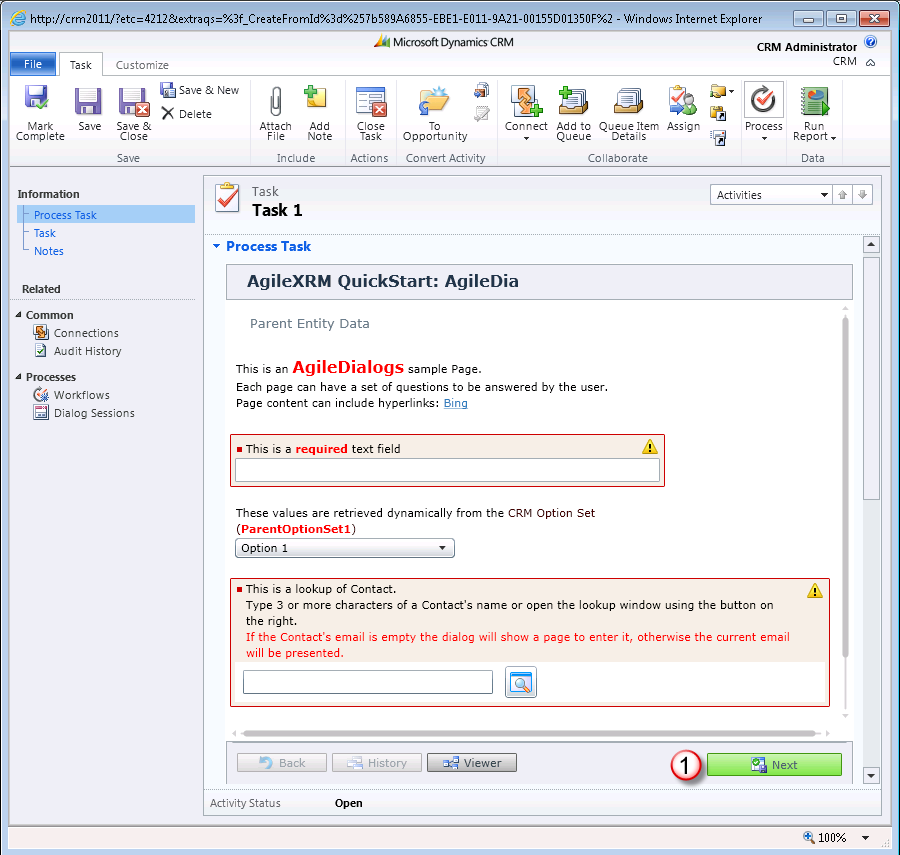 http://crm2011/?etc=4212&extraqs=%3f_CreateFromId%3d%257b589A6855-EBE1-E011-9A21-00155D01350F%2 - Windows Internet Explorer
Microsoft Dynamics CRM
CRM Administrator
CRM
File
Task
Customize
Mark Complete
Save
Save & Close
Save & New
Delete
Save
Attach File
Add Note
Include
Close Task
Actions
To Opportunity
Convert Activity
Connect
Add to Queue
Queue Item Details
Assign
Collaborate
Process
Run Report
Data
Information
Process Task
Task
Notes
Related
Common
Connections
Audit History
Processes
Workflows
Dialog Sessions
Task
Task 1
Activities
Process Task
AgileXRM QuickStart: AgileDia
Parent Entity Data
This is an AgileDialogs sample Page.
Each page can have a set of questions to be answered by the user.
Page content can include hyperlinks: Bing
This is a required text field
These values are retrieved dynamically from the CRM Option Set
(ParentOptionSet1)
Option 1
This is a lookup of Contact.
Type 3 or more characters of a Contact's name or open the lookup window using the button on
the right.
If the Contact's email is empty the dialog will show a page to enter it, otherwise the current email
will be presented.
Back
History
Viewer
1
Next
Activity Status
Open
100%